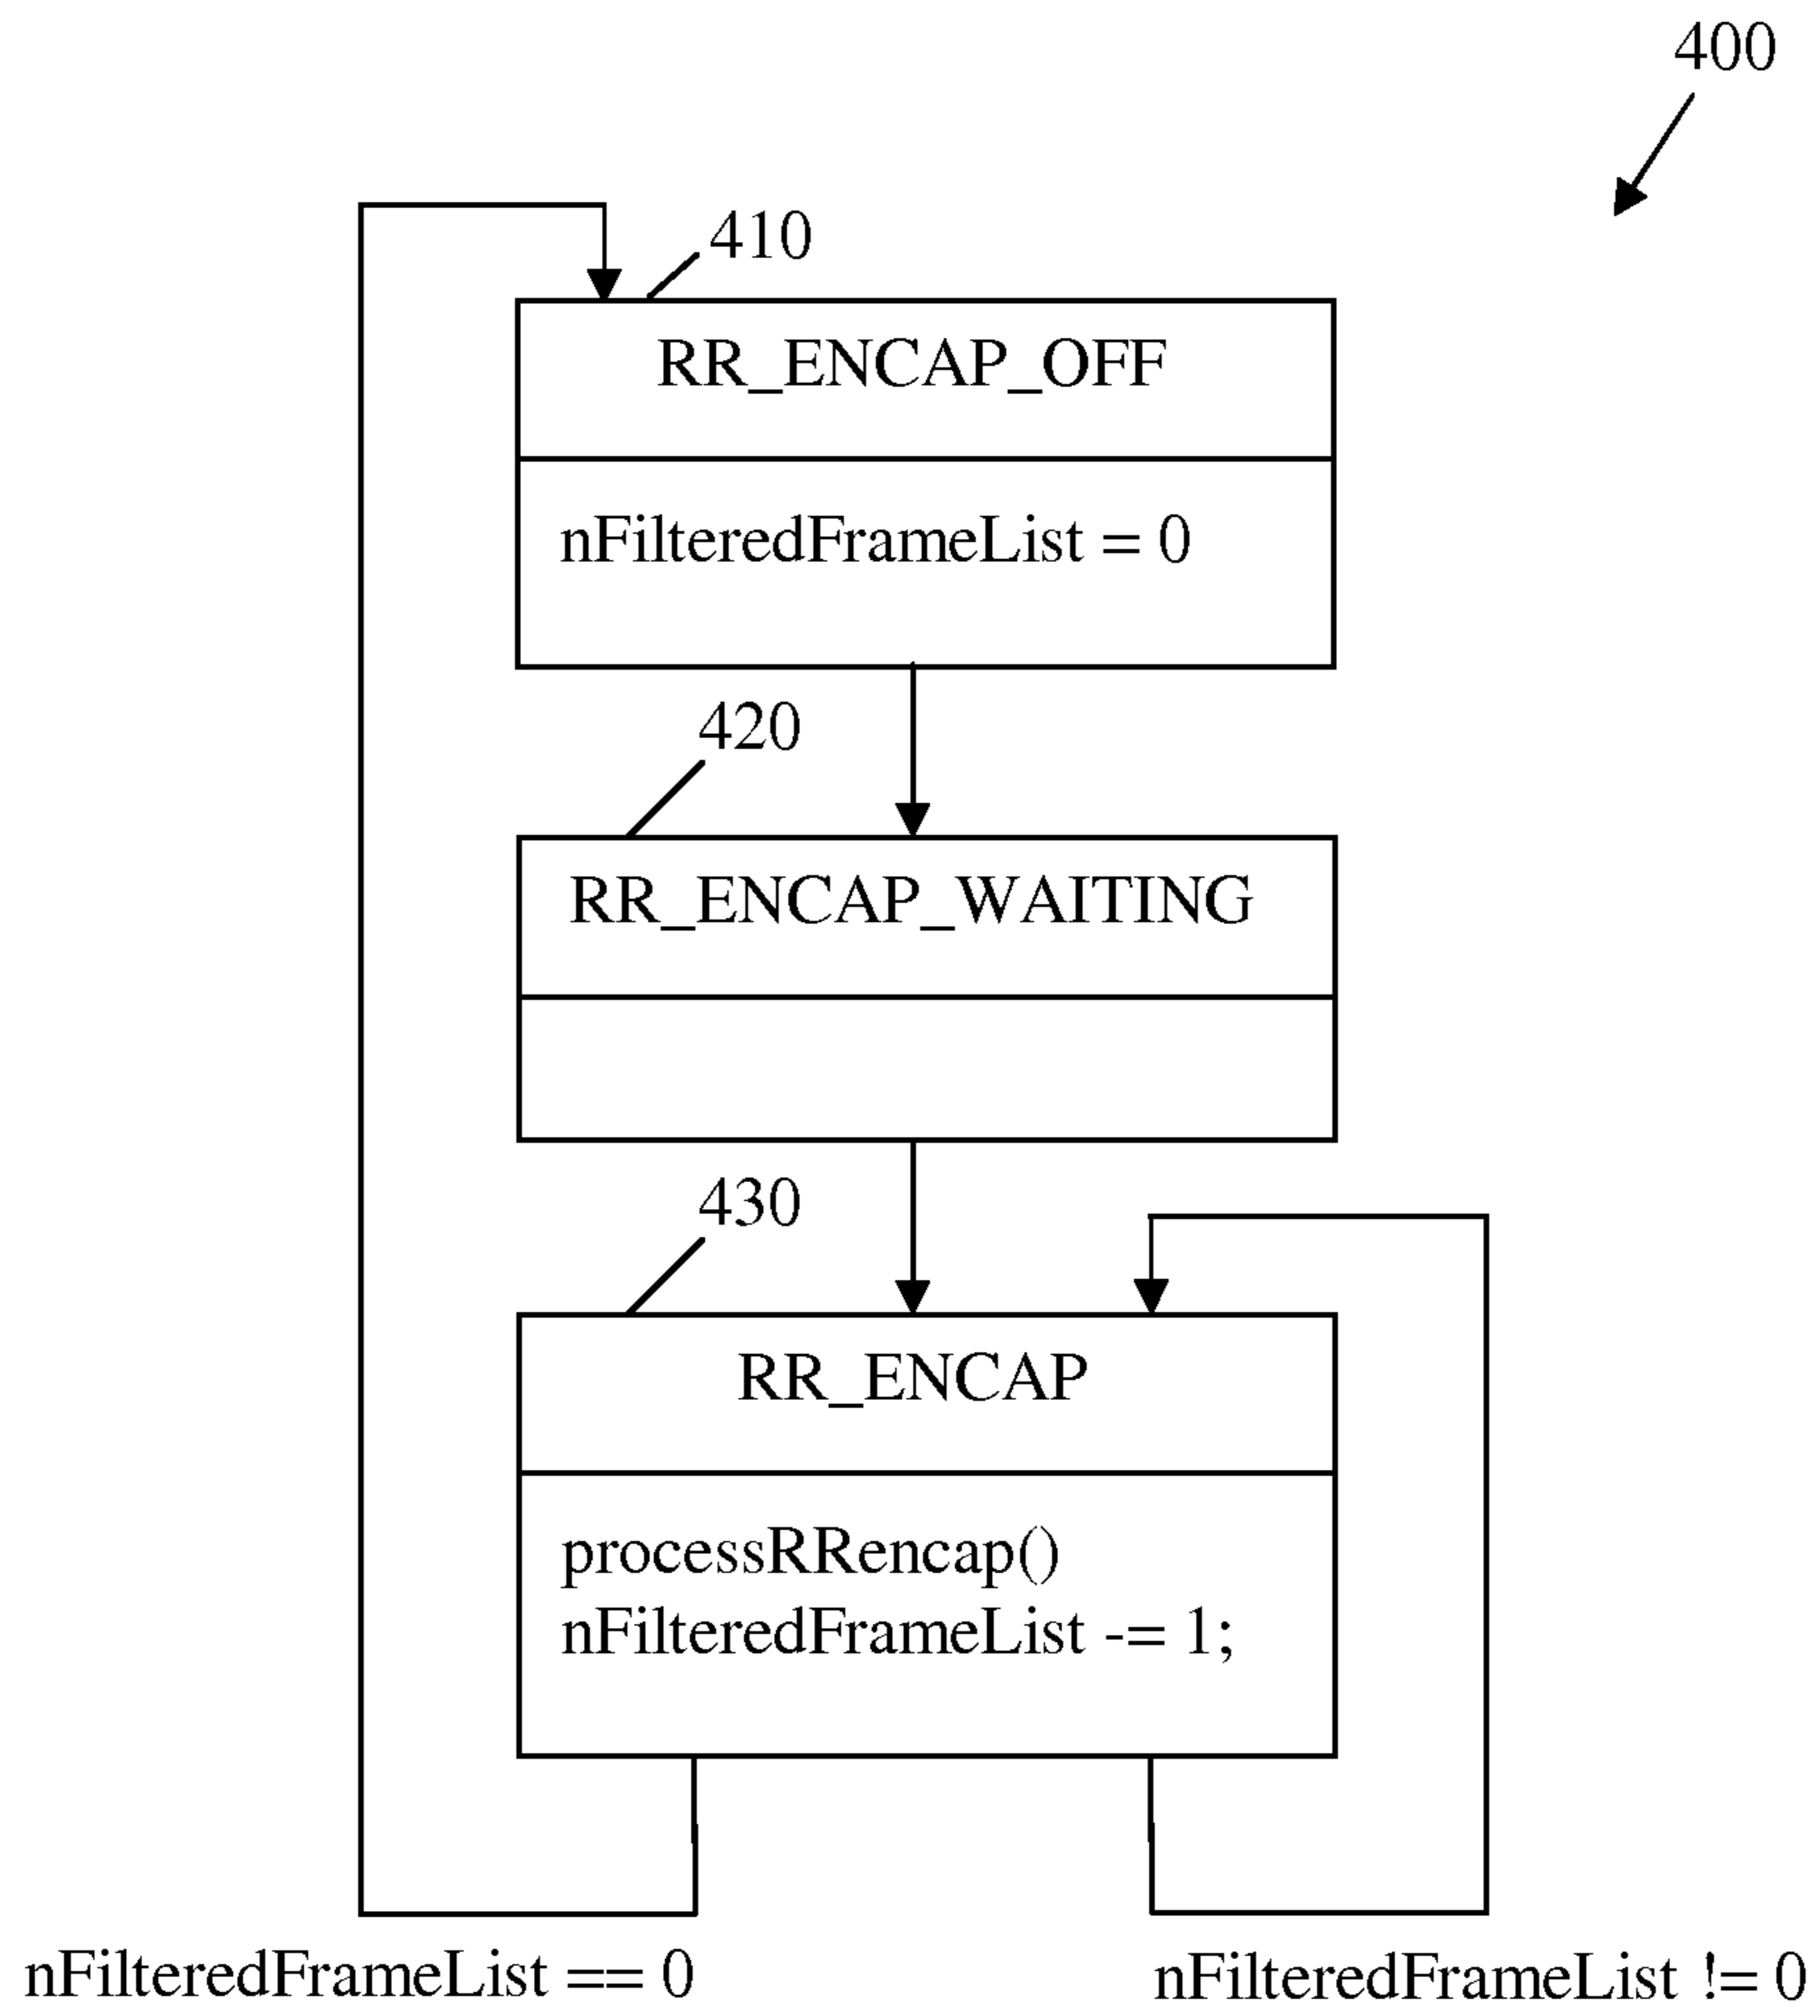 400
410
RR_ENCAP_OFF
nFilteredFrameList = 0
420
RR_ENCAP_WAITING
430
RR_ENCAP
processRRencap()
nFilteredFrameList -= 1;
nFilteredFrameList == 0
nFilteredFrameList != 0